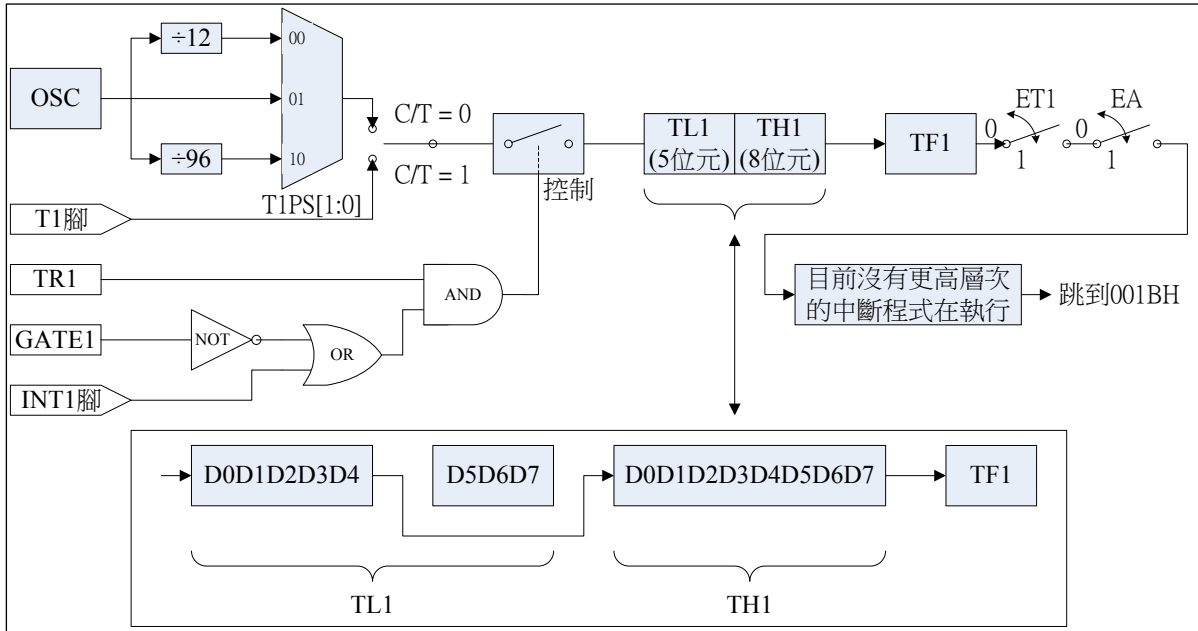 ÷12
00
OSC
01
÷96
10
T1PS[1:0]
C/T = 0
C/T = 1
控制
TL1
(5位元)
TH1
(8位元)
TF1
ET1
0
1
EA
0
1
T1腳
TR1
AND
GATE1
NOT
OR
INT1腳
目前沒有更高層次
的中斷程式在執行
跳到001BH
D0D1D2D3D4
D5D6D7
D0D1D2D3D4D5D6D7
TF1
TL1
TH1